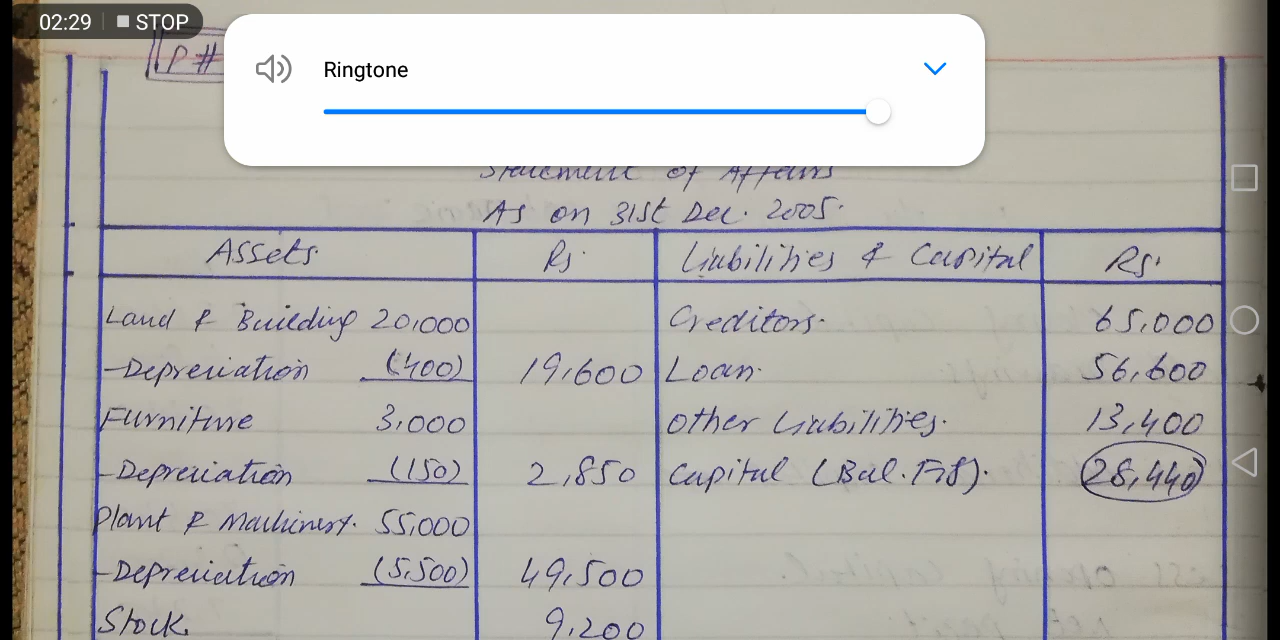 02:29 STOP
P #
Ringtone
Statement of Affairs
As on 31st Dec. 2005.
Assets. Rs. Liabilities & Capital Rs.
Land & Building 20,000 Creditors. 65,000
-Depreciation (400) 19,600 Loan. 56,600
Furniture 3,000 Other Liabilities. 13,400
-Depreciation (150) 2,850 Capital (Bal. Fig). 28,440
Plant & Machinery. 55,000
-Depreciation (5,500) 49,500
Stock. 9,200